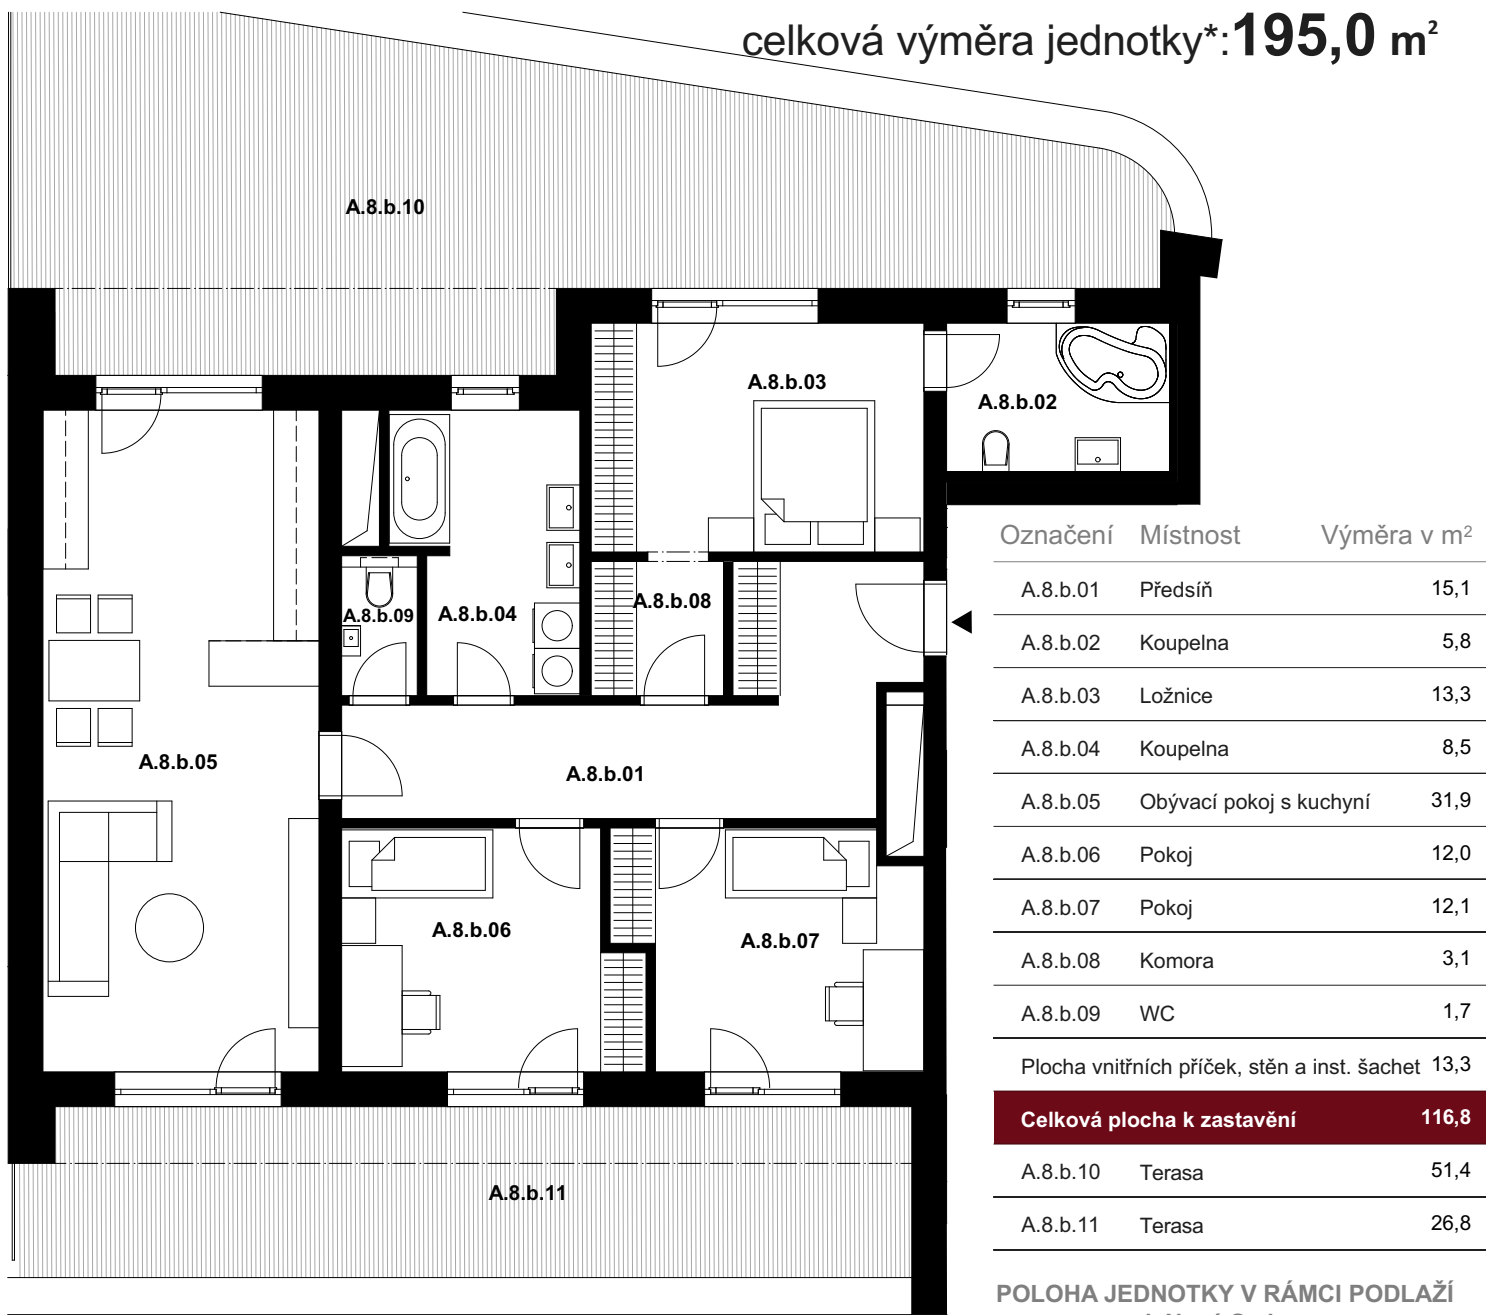 celková výměra jednotky*: 195,0 m²
A.8.b.10
A.8.b.03
A.8.b.02
A.8.b.09
A.8.b.04
A.8.b.08
A.8.b.05
A.8.b.01
A.8.b.06
A.8.b.07
A.8.b.11
Označení Místnost Výměra v m²
A.8.b.01 Předsíň 15,1
A.8.b.02 Koupelna 5,8
A.8.b.03 Ložnice 13,3
A.8.b.04 Koupelna 8,5
A.8.b.05 Obývací pokoj s kuchyní 31,9
A.8.b.06 Pokoj 12,0
A.8.b.07 Pokoj 12,1
A.8.b.08 Komora 3,1
A.8.b.09 WC 1,7
Plocha vnitřních příček, stěn a inst. šachet 13,3
Celková plocha k zastavění 116,8
A.8.b.10 Terasa 51,4
A.8.b.11 Terasa 26,8
POLOHA JEDNOTKY V RÁMCI PODLAŽÍ